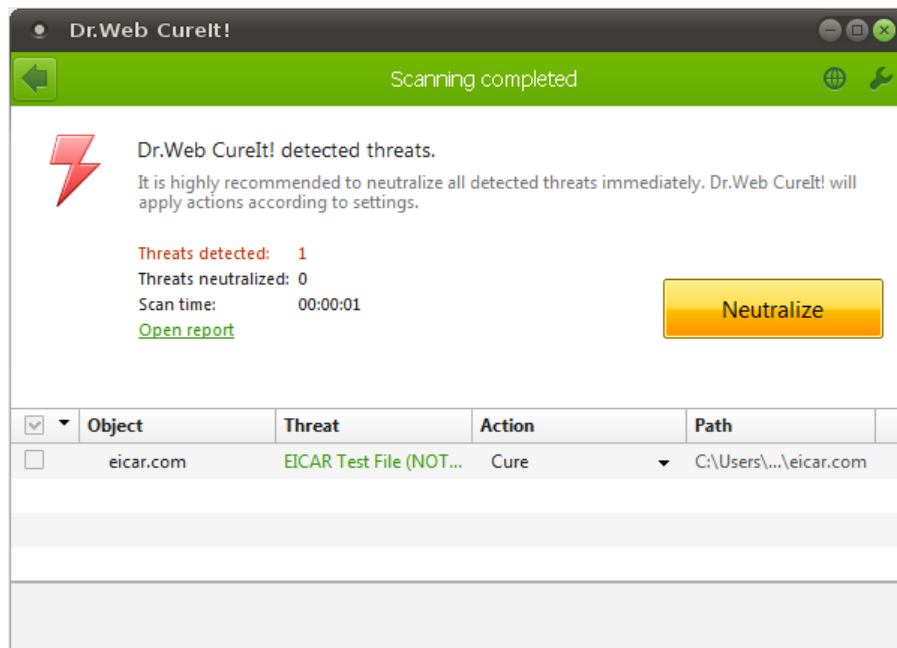 Dr.Web CureIt!
Scanning completed
Dr.Web CureIt! detected threats.
It is highly recommended to neutralize all detected threats immediately. Dr.Web CureIt! will
apply actions according to settings.
Threats detected: 1
Threats neutralized: 0
Scan time: 00:00:01
Open report
Neutralize
Object Threat Action Path
eicar.com EICAR Test File (NOT... Cure C:\Users\...\eicar.com